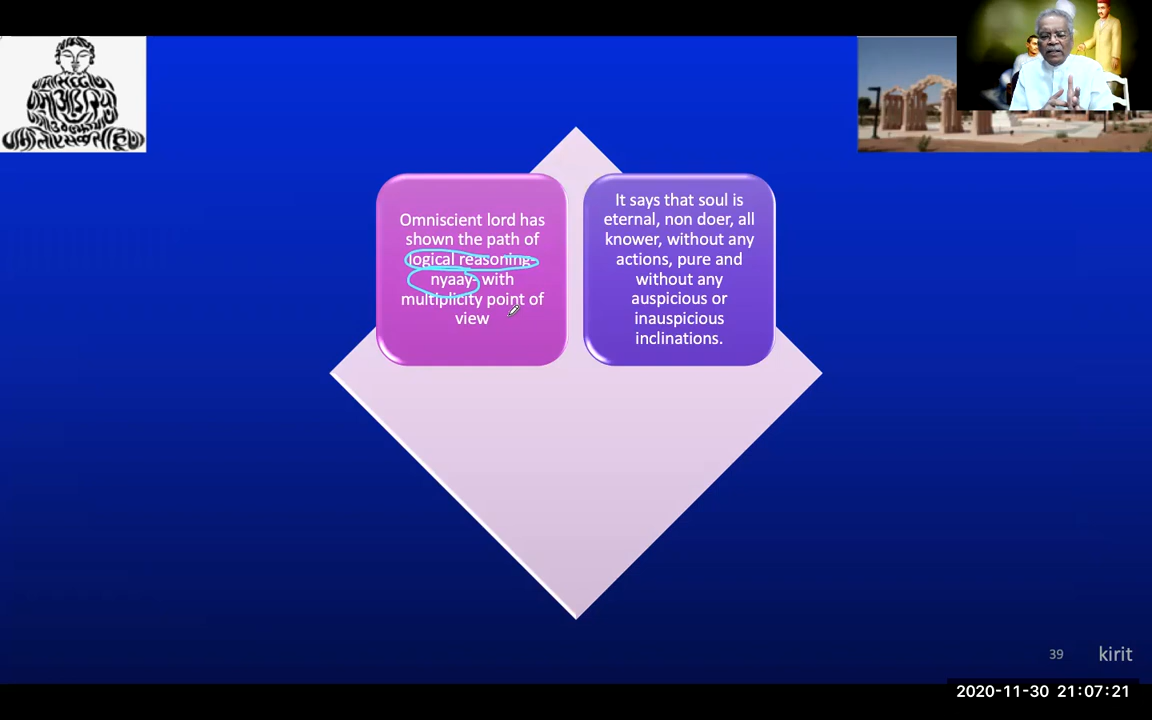 Omniscient lord has
shown the path of
logical reasoning-
nyaay- with
multiplicity point of
view
It says that soul is
eternal, non doer, all
knower, without any
actions, pure and
without any
auspicious or
inauspicious
inclinations.
39
kirit
2020-11-30 21:07:21